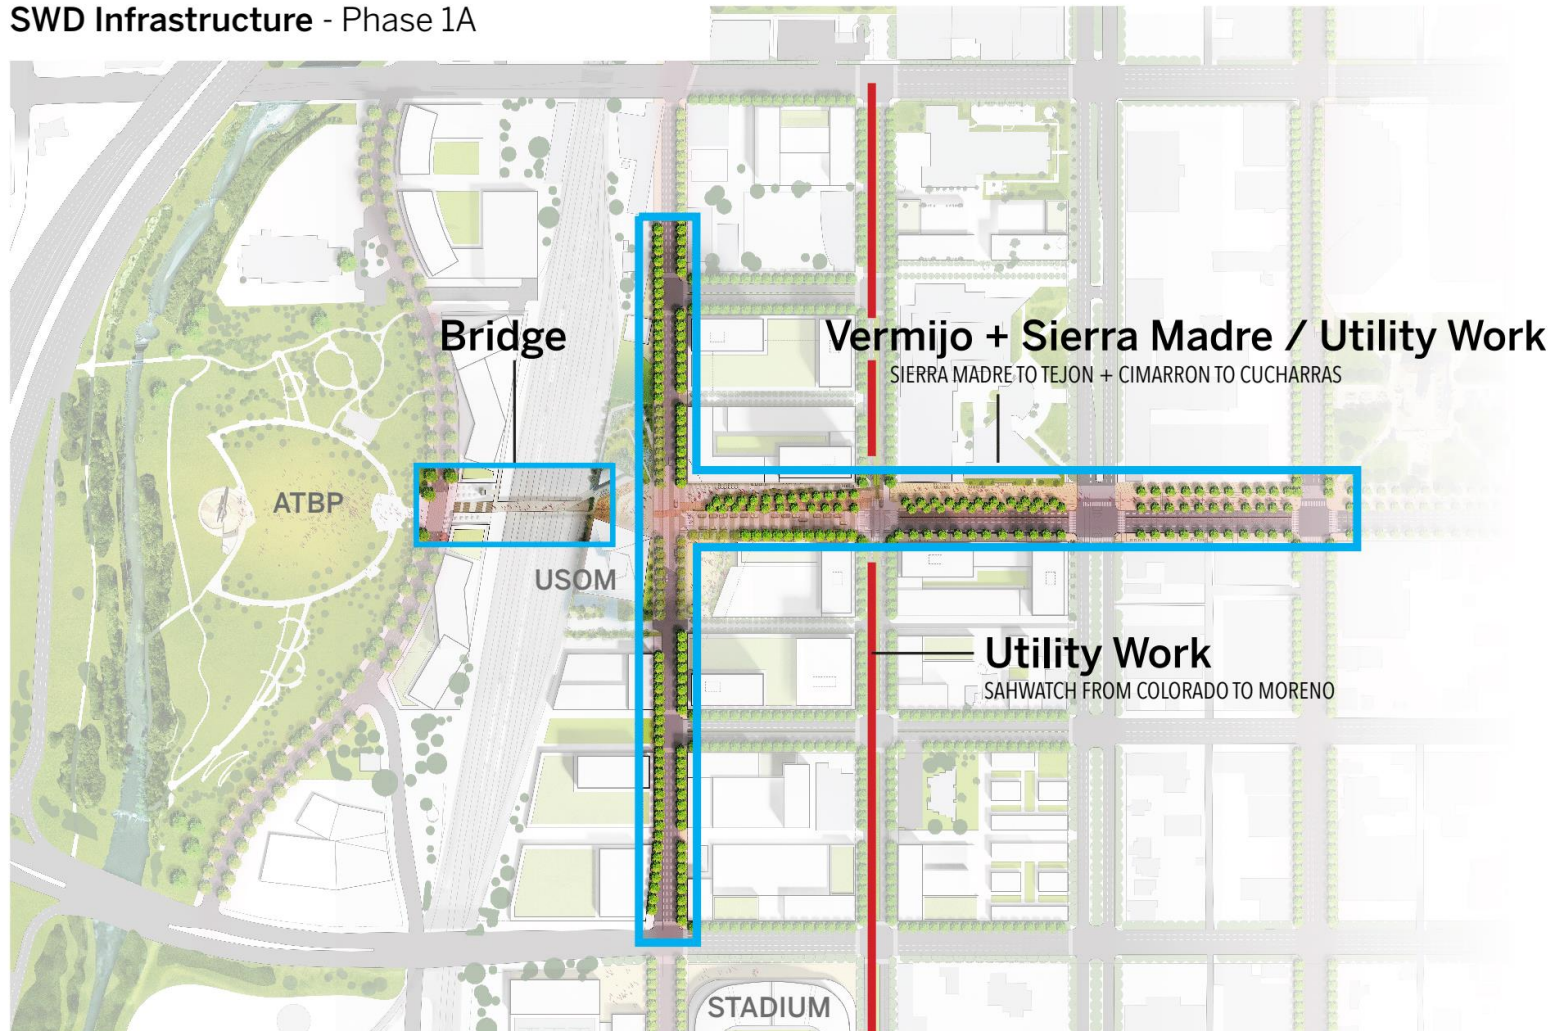 SWD Infrastructure - Phase 1A
Bridge
Vermijo + Sierra Madre / Utility Work
SIERRA MADRE TO TEJON + CIMARRON TO CUCHARRAS
ATBP
USOM
Utility Work
SAHWATCH FROM COLORADO TO MORENO
STADIUM